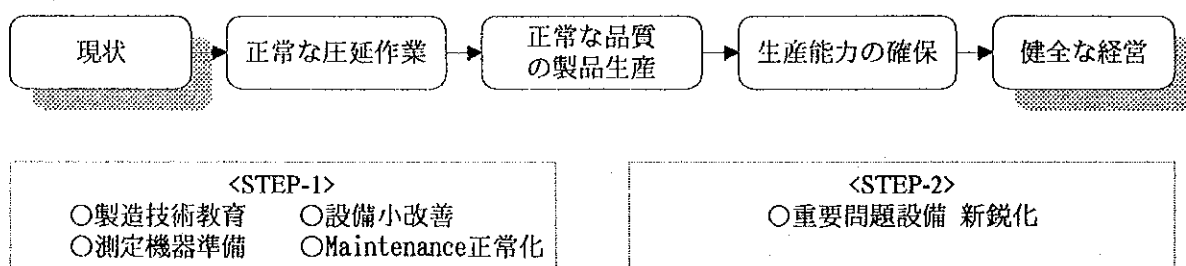 現状
正常な圧延作業
正常な品質
の製品生産
生産能力の確保
健全な経営
<STEP-1>
○製造技術教育 ○設備小改善
○測定機器準備 ○Maintenance正常化
<STEP-2>
○重要問題設備 新鋭化